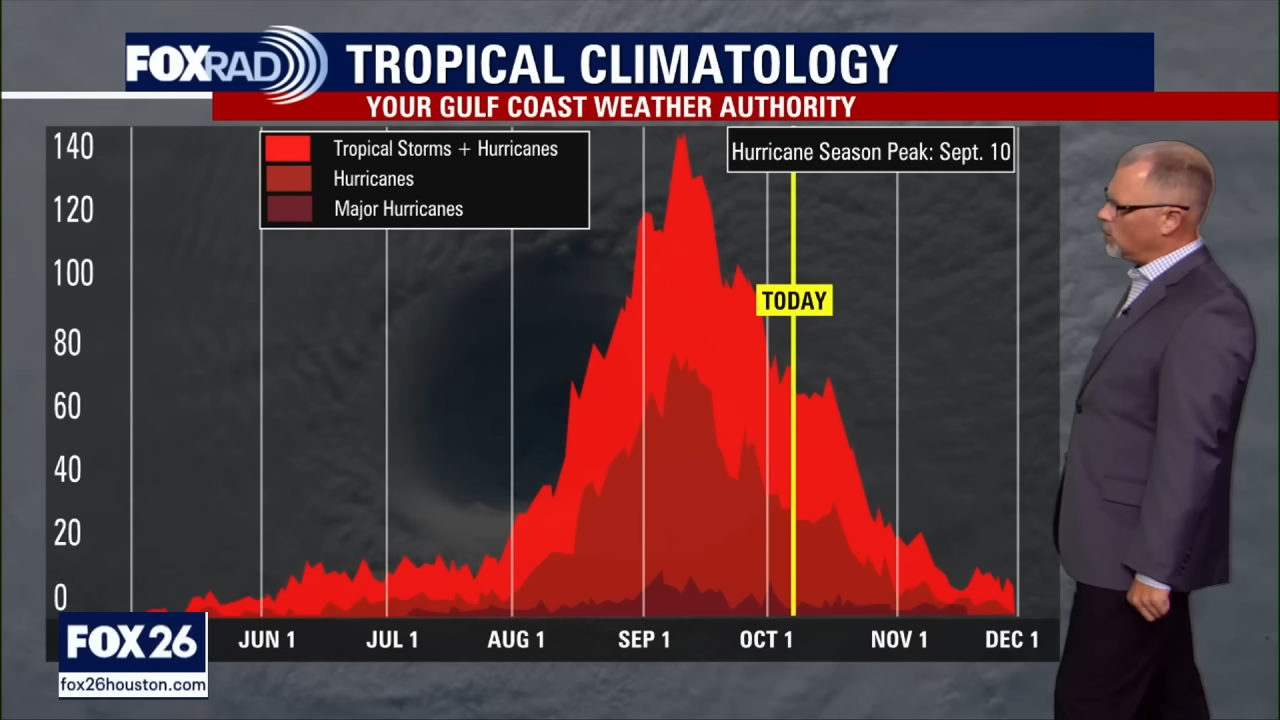 FOXRAD TROPICAL CLIMATOLOGY
YOUR GULF COAST WEATHER AUTHORITY
Tropical Storms + Hurricanes
Hurricanes
Major Hurricanes
Hurricane Season Peak: Sept. 10
TODAY
140
120
100
80
60
40
20
0
JUN 1 JUL 1 AUG 1 SEP 1 OCT 1 NOV 1 DEC 1
FOX 26
fox26houston.com